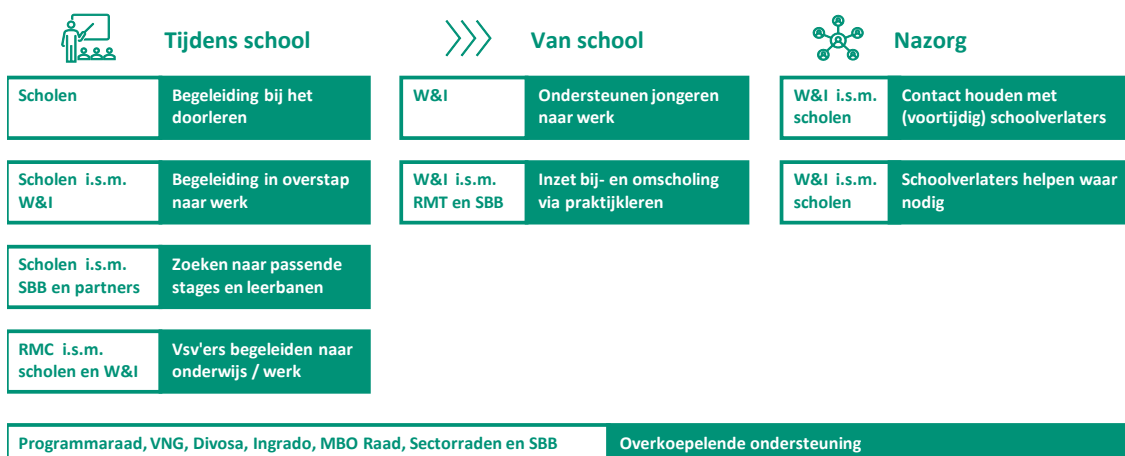 Tijdens school
Scholen
Begeleiding bij het
doorleren
Scholen i.s.m.
W&I
Begeleiding in overstap
naar werk
Scholen i.s.m.
SBB en partners
Zoeken naar passende
stages en leerbanen
RMC i.s.m.
scholen en W&I
Vsv'ers begeleiden naar
onderwijs / werk
Van school
W&I
Ondersteunen jongeren
naar werk
W&I i.s.m.
RMT en SBB
Inzet bij- en omscholing
via praktijkleren
Nazorg
W&I i.s.m.
scholen
Contact houden met
(voortijdig) schoolverlaters
W&I i.s.m.
scholen
Schoolverlaters helpen waar
nodig
Programmaraad, VNG, Divosa, Ingrado, MBO Raad, Sectorraden en SBB
Overkoepelende ondersteuning